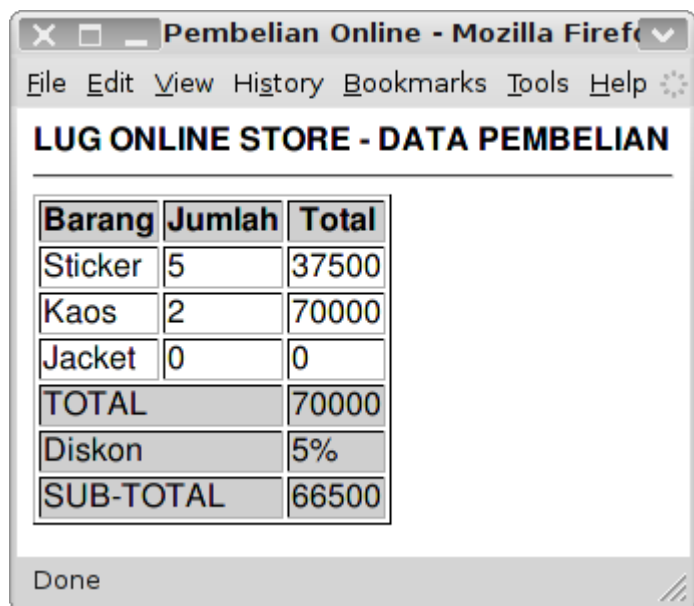 Pembelian Online - Mozilla Firef
File Edit View History Bookmarks Tools Help
LUG ONLINE STORE - DATA PEMBELIAN
Barang Jumlah Total
Sticker 5 37500
Kaos 2 70000
Jacket 0 0
TOTAL 70000
Diskon 5%
SUB-TOTAL 66500
Done